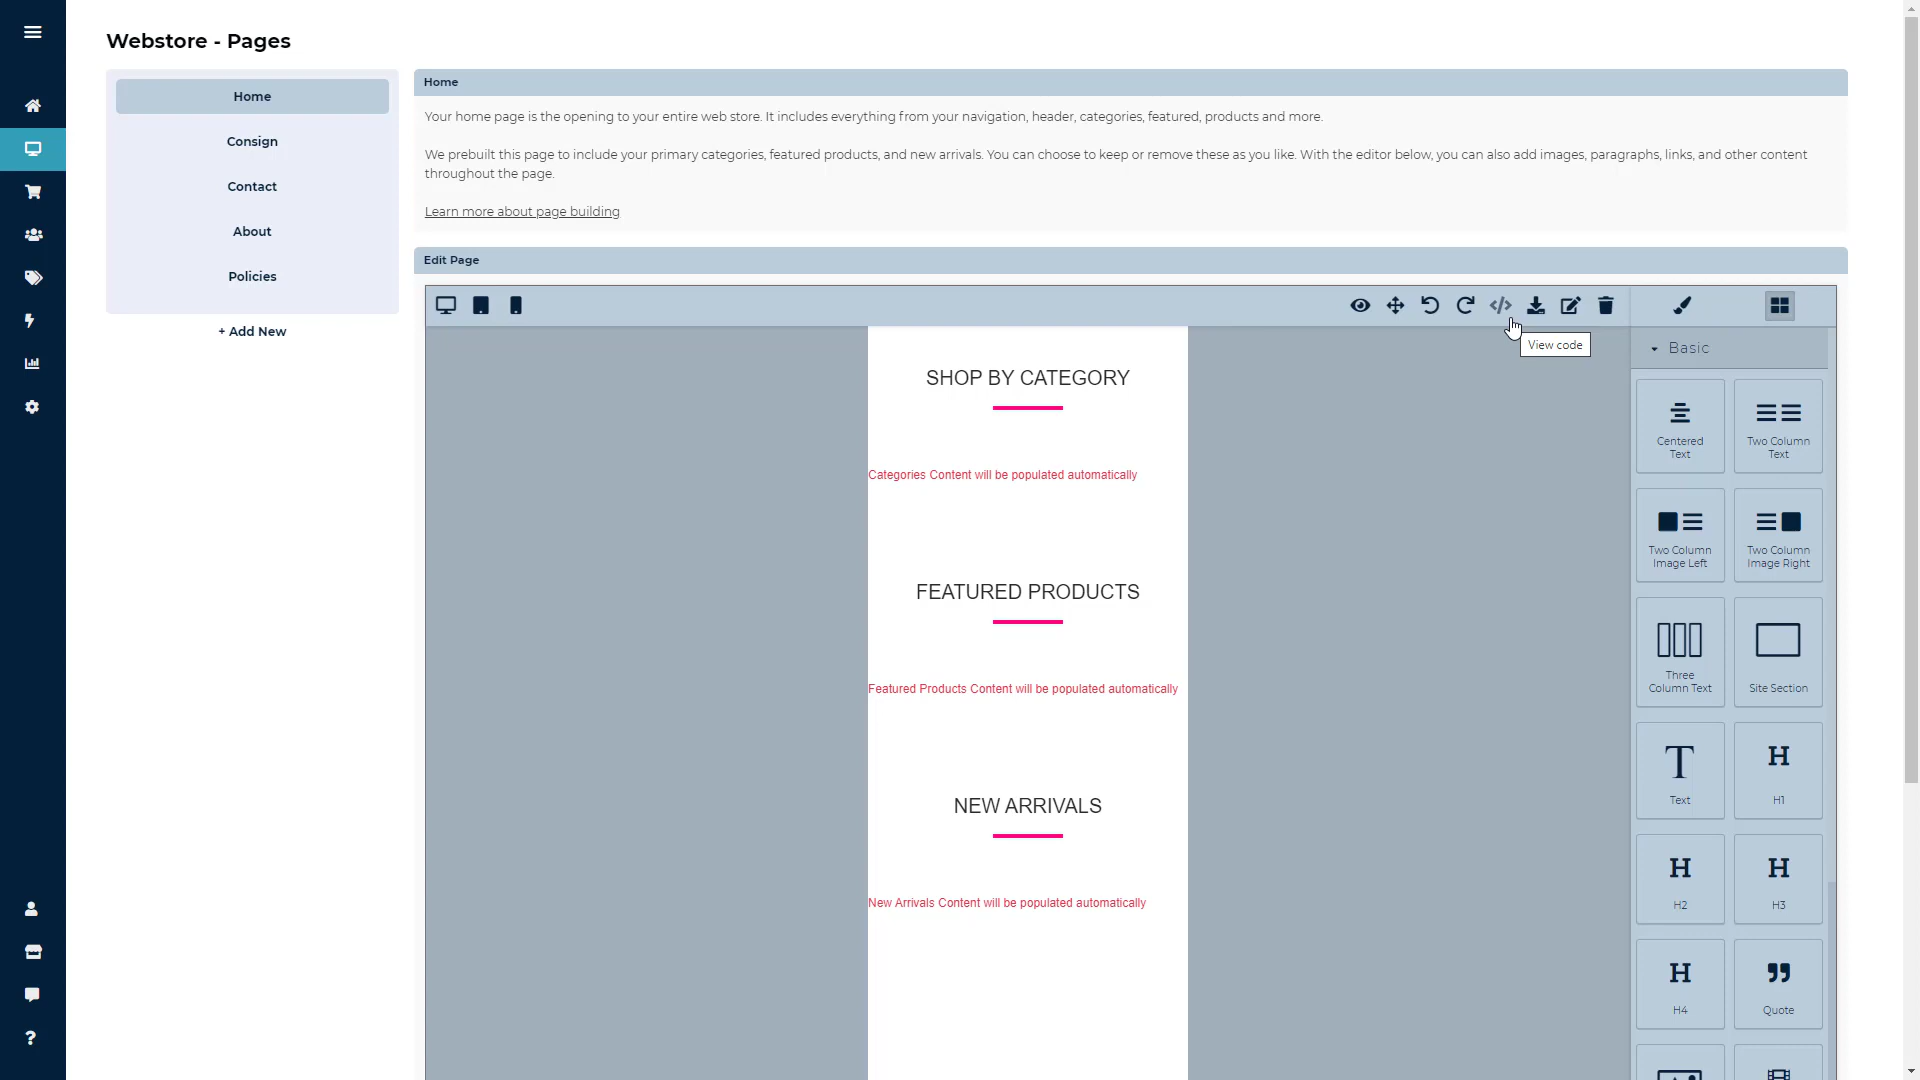 Webstore - Pages
Home
Consign
Contact
About
Policies
+ Add New
Home
Your home page is the opening to your entire web store. It includes everything from your navigation, header, categories, featured, products and more.
We prebuilt this page to include your primary categories, featured products, and new arrivals. You can choose to keep or remove these as you like. With the editor below, you can also add images, paragraphs, links, and other content
throughout the page.
Learn more about page building
Edit Page
View code
SHOP BY CATEGORY
Categories Content will be populated automatically
FEATURED PRODUCTS
Featured Products Content will be populated automatically
NEW ARRIVALS
New Arrivals Content will be populated automatically
Basic
Centered
Text
Two Column
Text
Two Column
Image Left
Two Column
Image Right
Three
Column Text
Site Section
T
Text
H
H1
H
H2
H
H3
H
H4
Quote